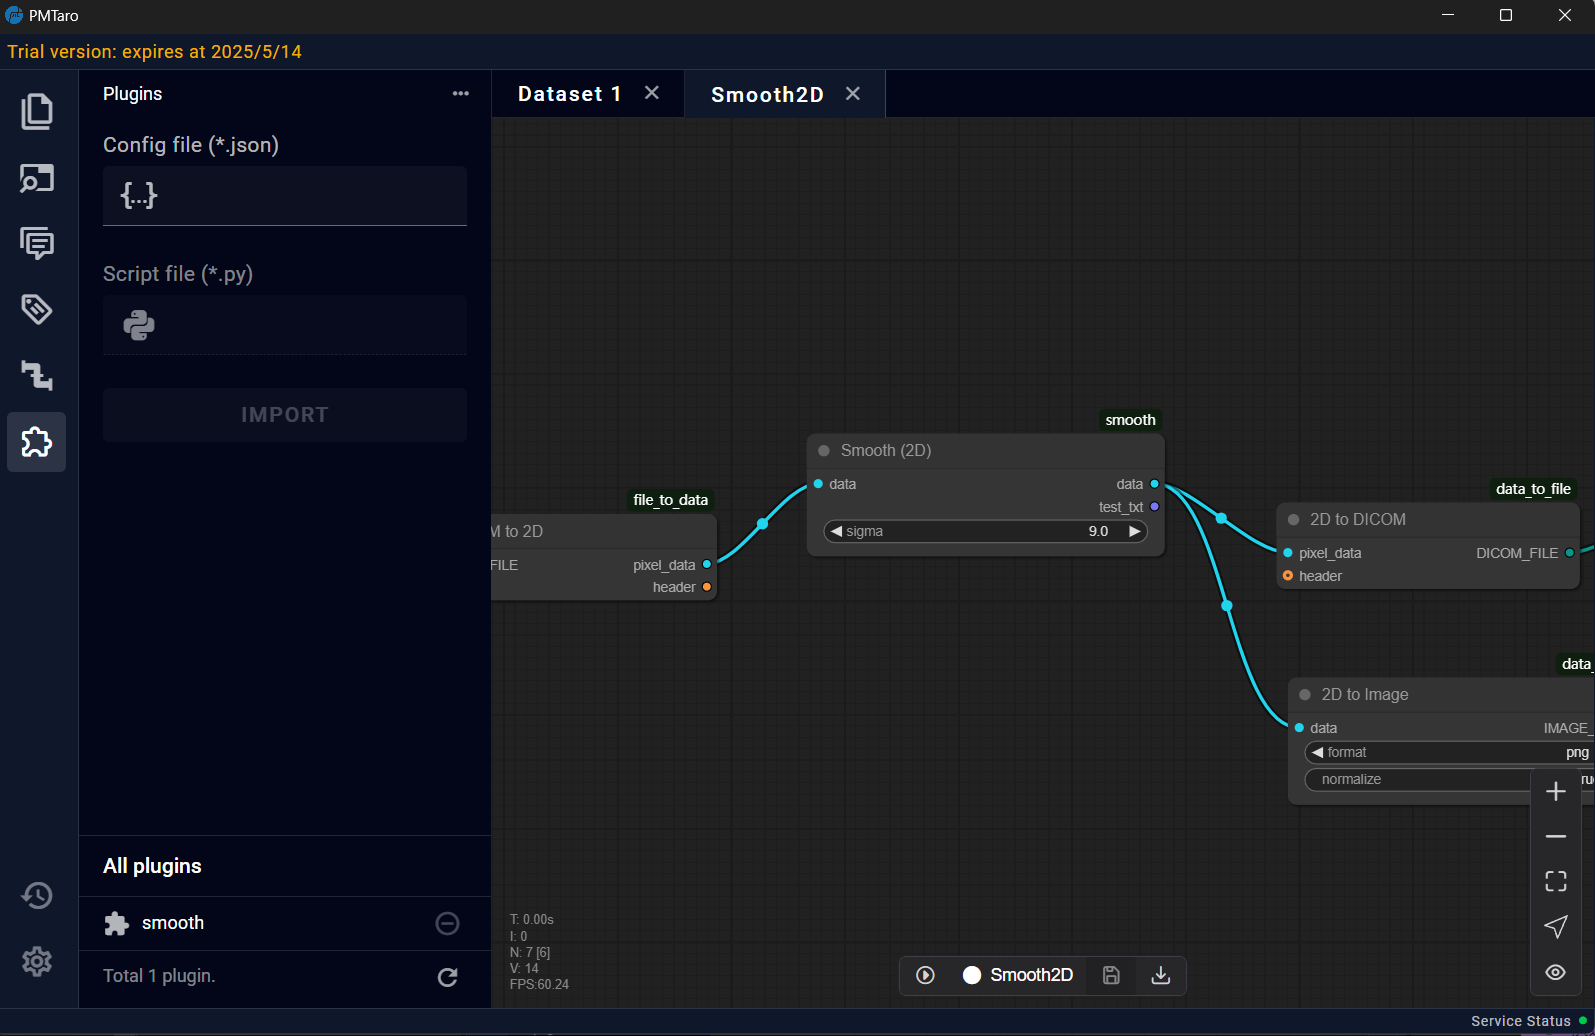 PMTaro
Trial version: expires at 2025/5/14
Plugins
Config file (*.json)
{...}
Script file (*.py)
IMPORT
All plugins
smooth
Total 1 plugin.
Dataset 1
Smooth2D
file_to_data
M to 2D
FILE
pixel_data
header
smooth
Smooth (2D)
data
data
test_txt
sigma
9.0
data_to_file
2D to DICOM
pixel_data
DICOM_FILE
header
data_
2D to Image
data
IMAGE_
format
png
normalize
T: 0.00s
I: 0
N: 7 [6]
V: 14
FPS:60.24
Smooth2D
Service Status